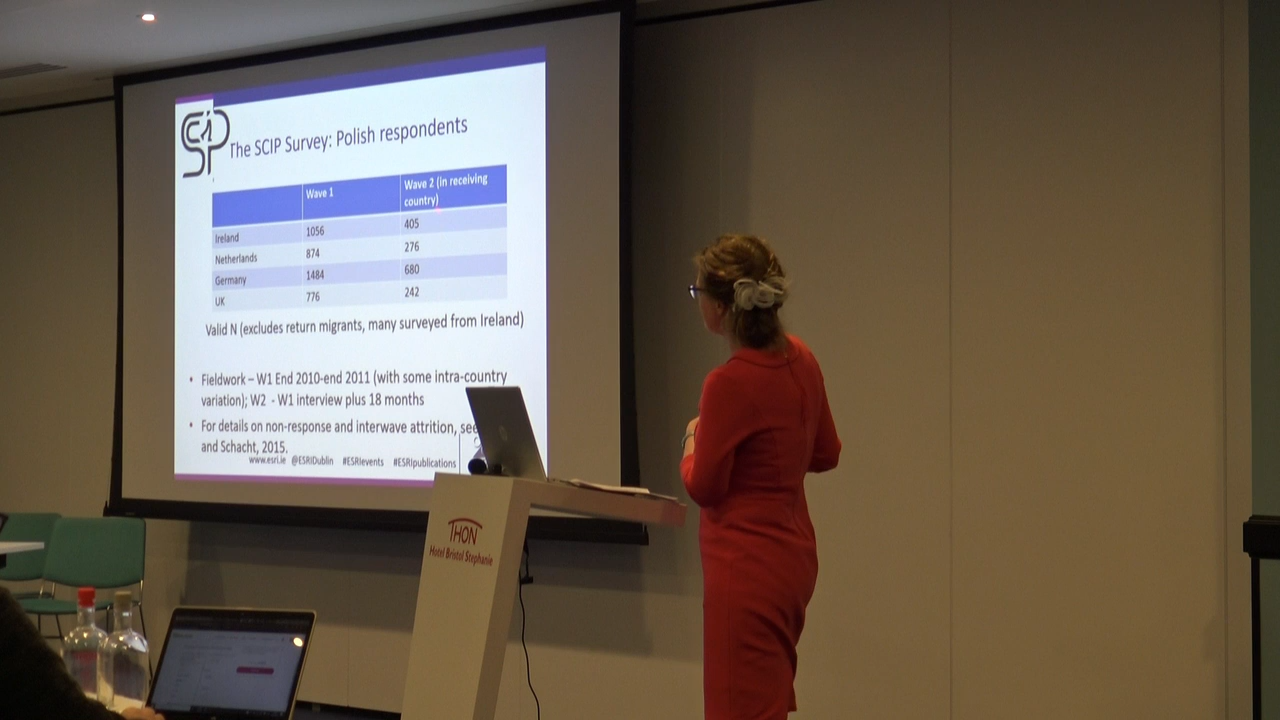 SCiP
The SCIP Survey: Polish respondents
Wave 1 Wave 2 (in receiving
country)
Ireland 1056 405
Netherlands 874 276
Germany 1484 680
UK 776 242
Valid N (excludes return migrants, many surveyed from Ireland)
• Fieldwork – W1 End 2010-end 2011 (with some intra-country
variation); W2 - W1 interview plus 18 months
• For details on non-response and interwave attrition, see
and Schacht, 2015.
www.esri.ie @ESRIDublin #ESRIevents #ESRIpublications
THON
Hotel Bristol Stephanie